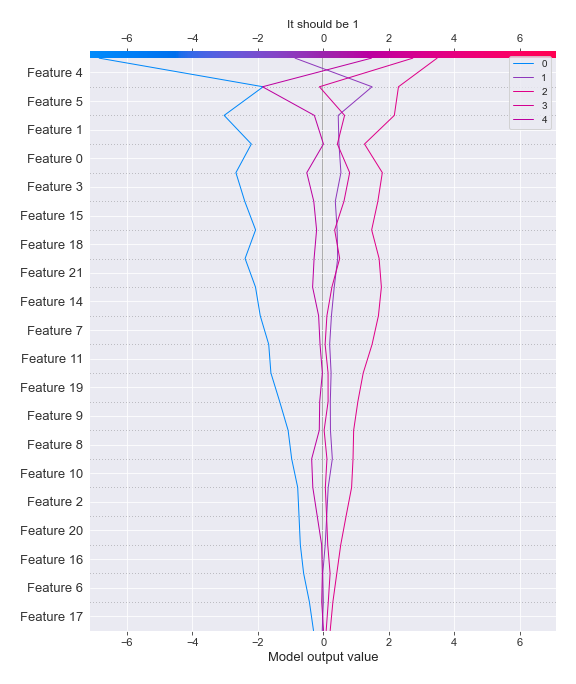 It should be 1
−6 −4 −2 0 2 4 6
0
1
2
3
4
Feature 4
Feature 5
Feature 1
Feature 0
Feature 3
Feature 15
Feature 18
Feature 21
Feature 14
Feature 7
Feature 11
Feature 19
Feature 9
Feature 8
Feature 10
Feature 2
Feature 20
Feature 16
Feature 6
Feature 17
−6 −4 −2 0 2 4 6
Model output value